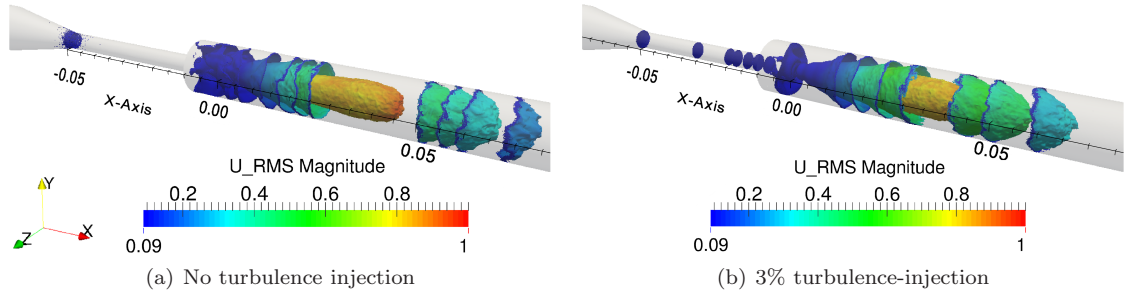 -0.05
X-Axis
0.00
0.05
U_RMS Magnitude
0.2 0.4 0.6 0.8
0.09 1
Y
Z X
(a) No turbulence injection
-0.05
X-Axis
0.00
0.05
U_RMS Magnitude
0.2 0.4 0.6 0.8
0.09 1
(b) 3% turbulence-injection